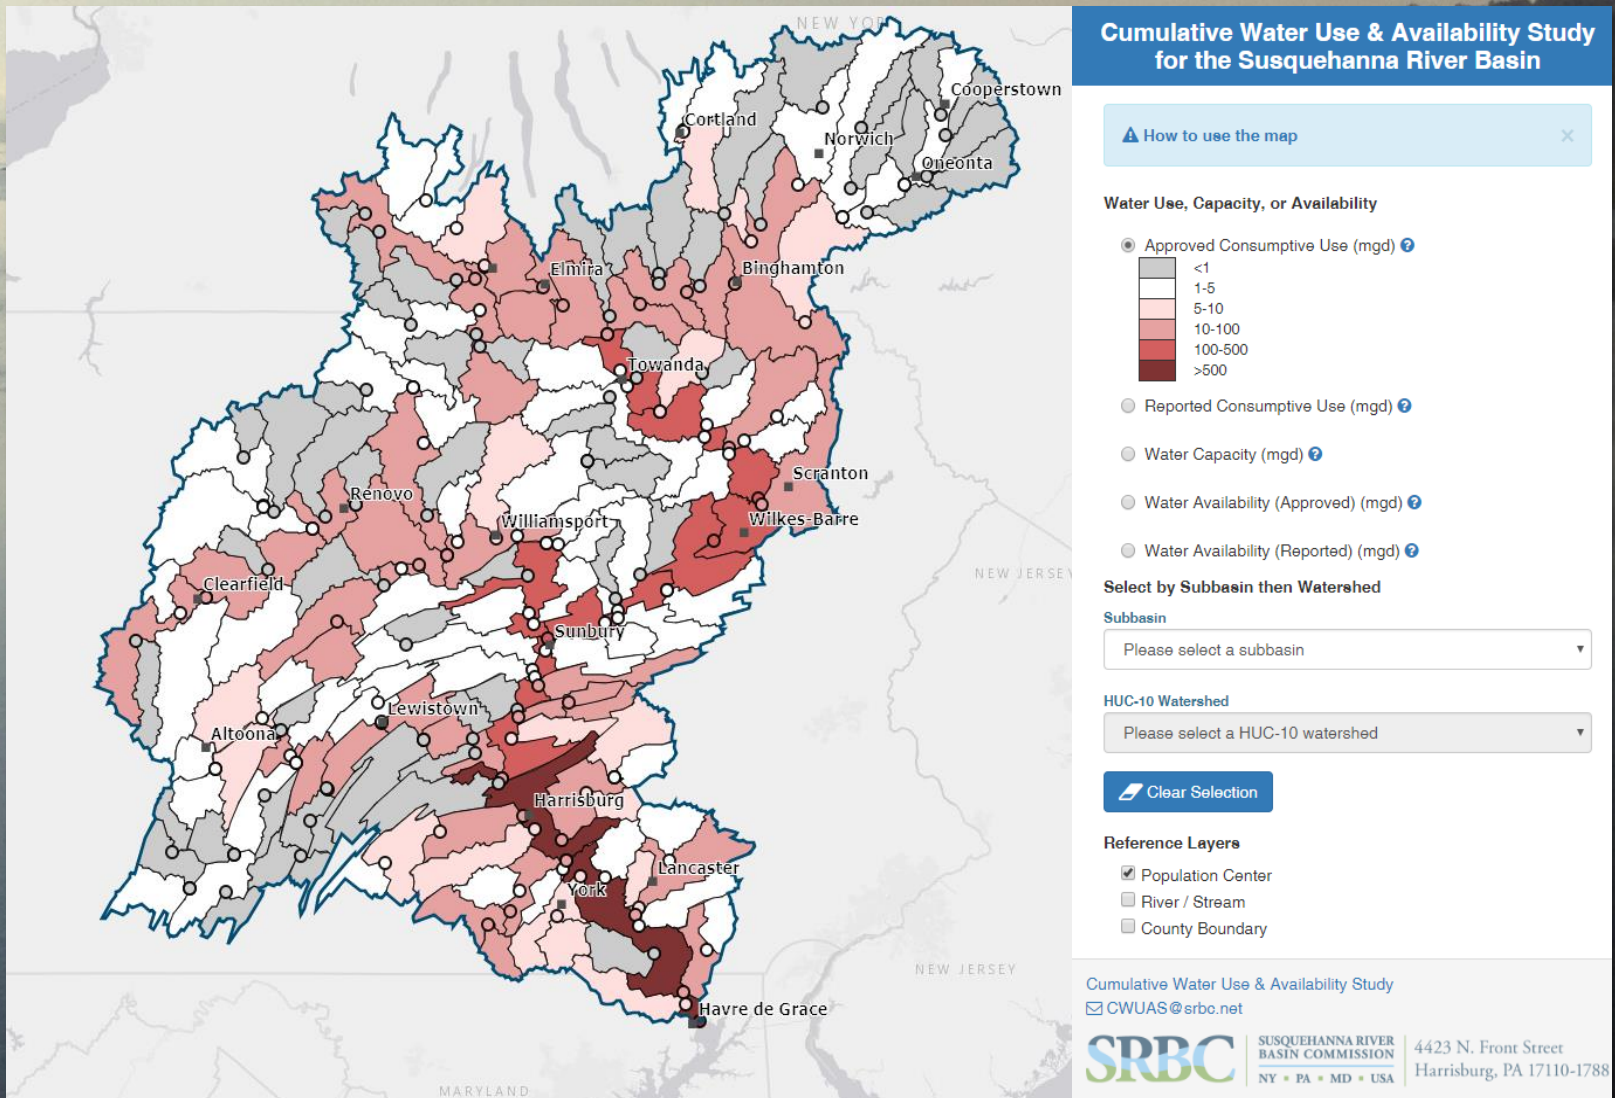 NEW YOR
Cooperstown
Cortland
Norwich
Oneonta
Elmira
Binghamton
Towanda
Scranton
Renovo
Williamsport
Wilkes-Barre
NEW JERSEY
Clearfield
Sunbury
Lewistown
Altoona
Harrisburg
Lancaster
York
NEW JERSEY
Havre de Grace
MARYLAND
Cumulative Water Use & Availability Study
for the Susquehanna River Basin
How to use the map
×
Water Use, Capacity, or Availability
Approved Consumptive Use (mgd) ?
<1
1-5
5-10
10-100
100-500
>500
Reported Consumptive Use (mgd) ?
Water Capacity (mgd) ?
Water Availability (Approved) (mgd) ?
Water Availability (Reported) (mgd) ?
Select by Subbasin then Watershed
Subbasin
Please select a subbasin
HUC-10 Watershed
Please select a HUC-10 watershed
Clear Selection
Reference Layers
Population Center
River / Stream
County Boundary
Cumulative Water Use & Availability Study
CWUAS@srbc.net
SRBC
SUSQUEHANNA RIVER
BASIN COMMISSION
NY ▪ PA ▪ MD ▪ USA
4423 N. Front Street
Harrisburg, PA 17110-1788